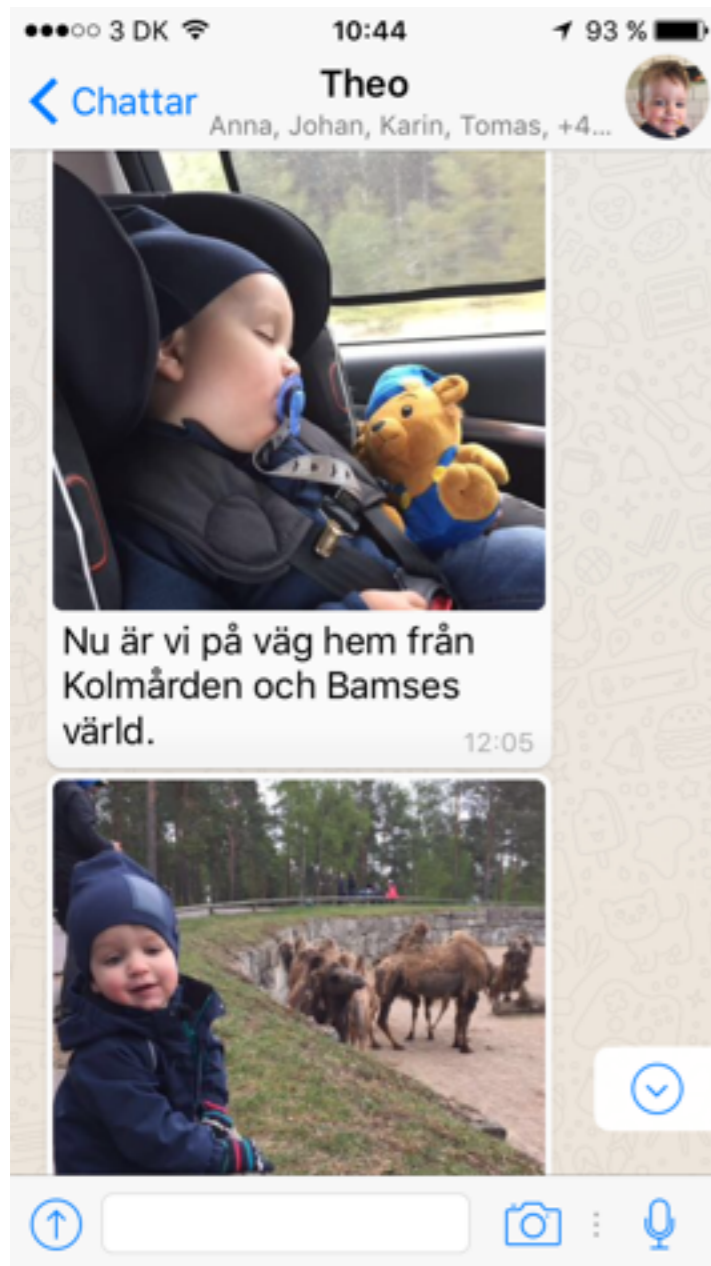 3 DK 10:44 93 %
Chattar Theo
Anna, Johan, Karin, Tomas, +4...
Nu är vi på väg hem från
Kolmården och Bamses
värld.
12:05